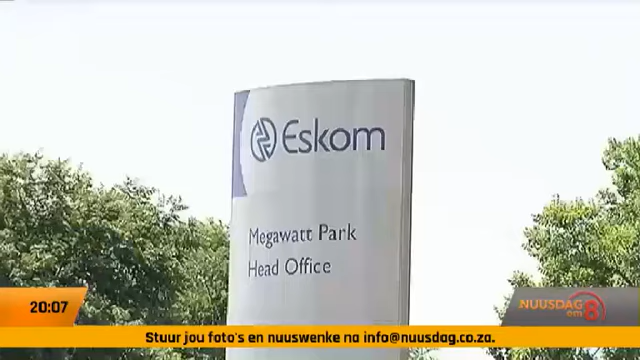 Eskom
Megawatt Park
Head Office
20:07
NUUSDAG
om 8
Stuur jou foto's en nuuswenke na info@nuusdag.co.za.